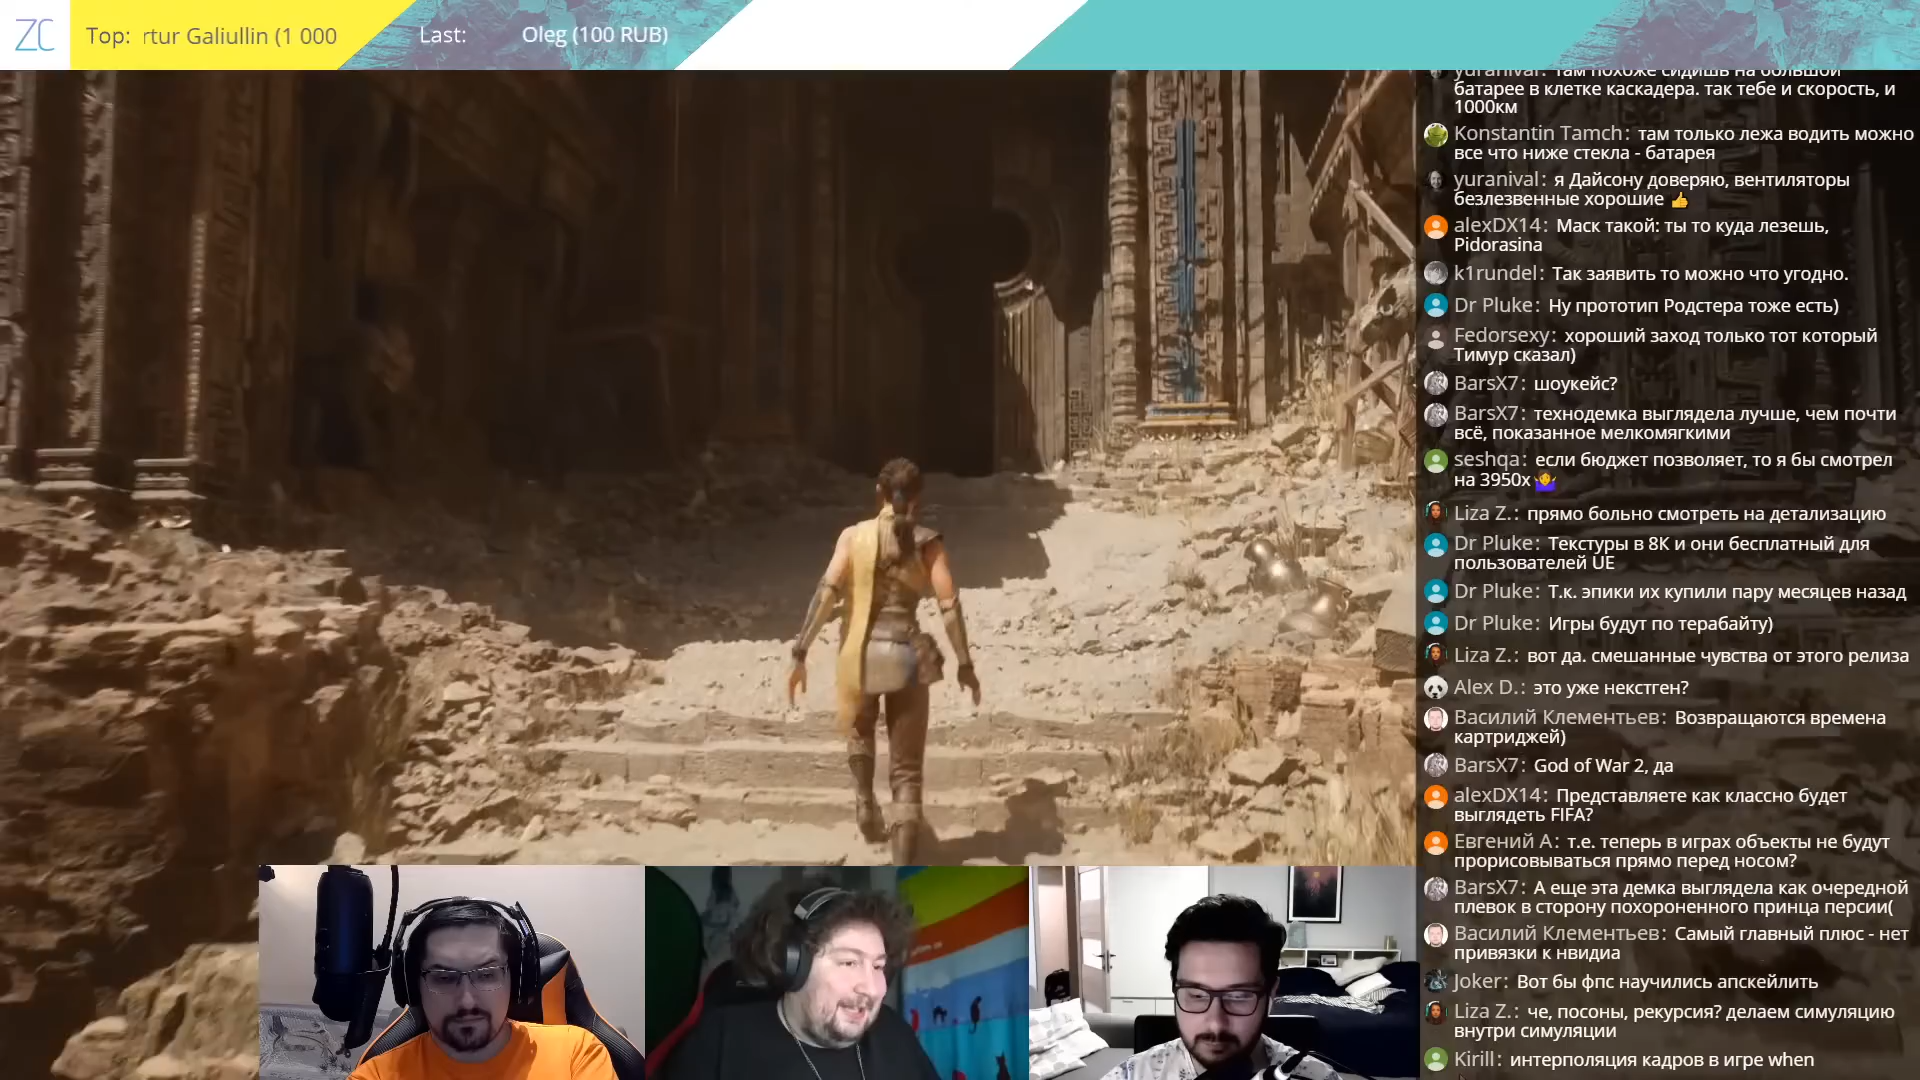 ZC
Top: rtur Galiullin (1 000
Last: Oleg (100 RUB)
yuranival: там похоже сидишь на большой
батарее в клетке каскадера. так тебе и скорость, и
1000км
Konstantin Tamch: там только лежа водить можно
все что ниже стекла - батарея
yuranival: я Дайсону доверяю, вентиляторы
безлезвенные хорошие 👍
alexDX14: Маск такой: ты то куда лезешь,
Pidorasina
k1rundel: Так заявить то можно что угодно.
Dr Pluke: Ну прототип Родстера тоже есть)
Fedorsexy: хороший заход только тот который
Тимур сказал)
BarsX7: шоукейс?
BarsX7: технодемка выглядела лучше, чем почти
всё, показанное мелкомягкими
seshqa: если бюджет позволяет, то я бы смотрел
на 3950x 🤷‍♀️
Liza Z.: прямо больно смотреть на детализацию
Dr Pluke: Текстуры в 8К и они бесплатный для
пользователей UE
Dr Pluke: Т.к. эпики их купили пару месяцев назад
Dr Pluke: Игры будут по терабайту)
Liza Z.: вот да. смешанные чувства от этого релиза
Alex D.: это уже некстген?
Василий Клементьев: Возвращаются времена
картриджей)
BarsX7: God of War 2, да
alexDX14: Представляете как классно будет
выглядеть FIFA?
Евгений А: т.е. теперь в играх объекты не будут
прорисовываться прямо перед носом?
BarsX7: А еще эта демка выглядела как очередной
плевок в сторону похороненного принца персии(
Василий Клементьев: Самый главный плюс - нет
привязки к нвидиа
Joker: Вот бы фпс научились апскейлить
Liza Z.: че, посоны, рекурсия? делаем симуляцию
внутри симуляции
Kirill: интерполяция кадров в игре when